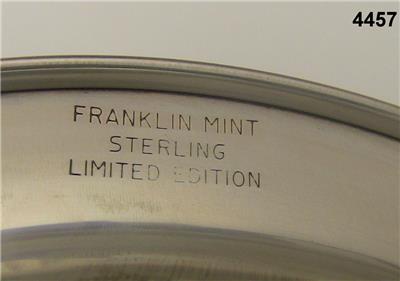 4457
FRANKLIN MINT
STERLING
LIMITED EDITION